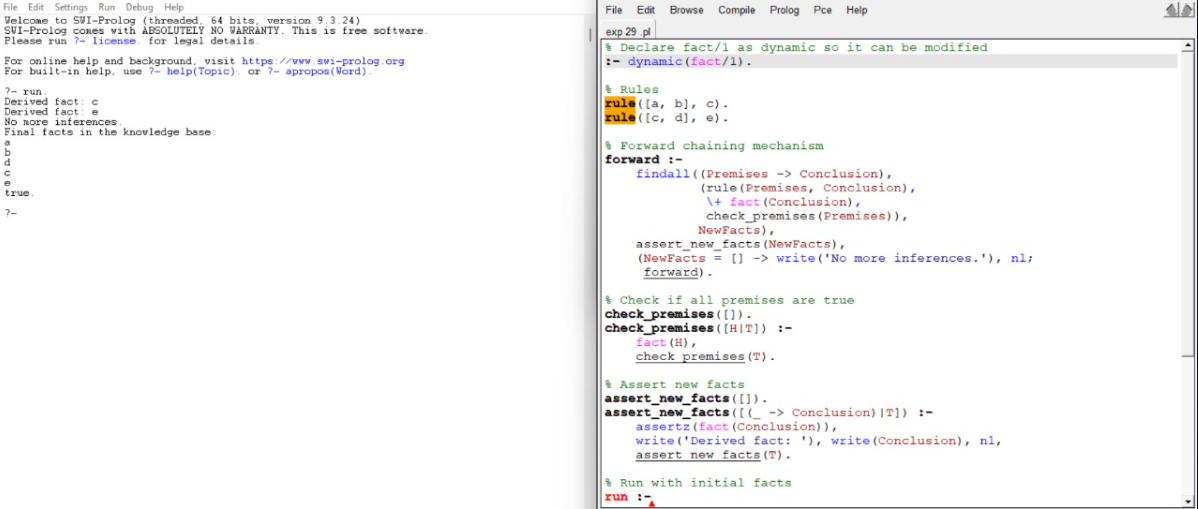 File Edit Settings Run Debug Help
Welcome to SWI-Prolog (threaded, 64 bits, version 9.3.24)
SWI-Prolog comes with ABSOLUTELY NO WARRANTY. This is free software.
Please run ?- license. for legal details.
For online help and background, visit https://www.swi-prolog.org
For built-in help, use ?- help(Topic). or ?- apropos(Word).
?- run.
Derived fact: c
Derived fact: e
No more inferences.
Final facts in the knowledge base:
a
b
d
c
e
true.
?-
File Edit Browse Compile Prolog Pce Help
exp 29 .pl
% Declare fact/1 as dynamic so it can be modified
:- dynamic(fact/1).
% Rules
rule([a, b], c).
rule([c, d], e).
% Forward chaining mechanism
forward :-
findall((Premises -> Conclusion),
(rule(Premises, Conclusion),
\+ fact(Conclusion),
check_premises(Premises)),
NewFacts),
assert_new_facts(NewFacts),
(NewFacts = [] -> write('No more inferences.'), nl;
forward).
% Check if all premises are true
check_premises([]).
check_premises([H|T]) :-
fact(H),
check_premises(T).
% Assert new facts
assert_new_facts([]).
assert_new_facts([(_ -> Conclusion)|T]) :-
assertz(fact(Conclusion)),
write('Derived fact: '), write(Conclusion), nl,
assert_new_facts(T).
% Run with initial facts
run :-